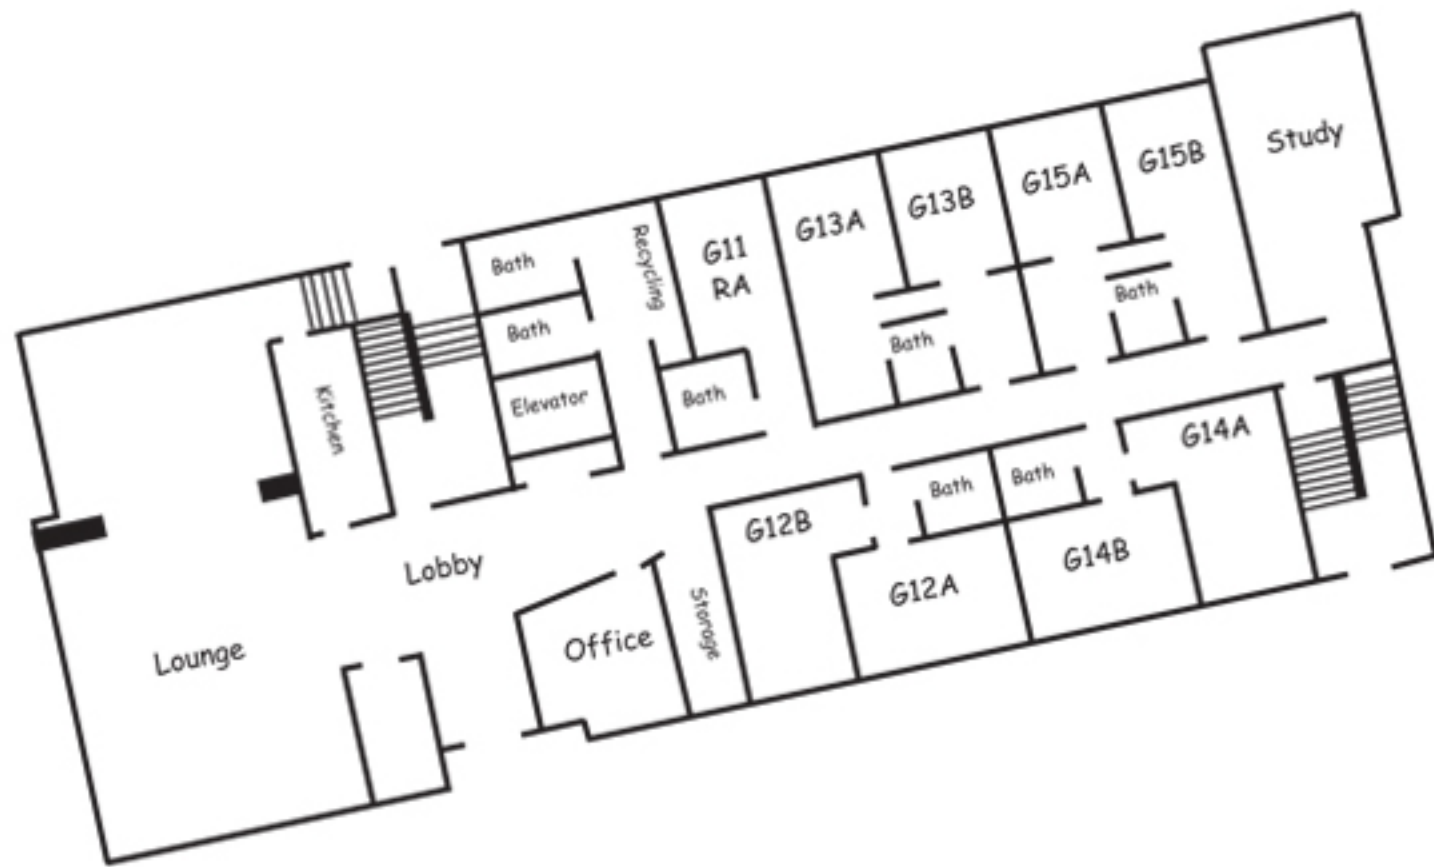 Study
G15B
G15A
G13B
G13A
G11
RA
Recycling
Bath
Bath
Elevator
Bath
Bath
Bath
Kitchen
G14A
Bath
Bath
G12B
G14B
G12A
Lobby
Storage
Office
Lounge